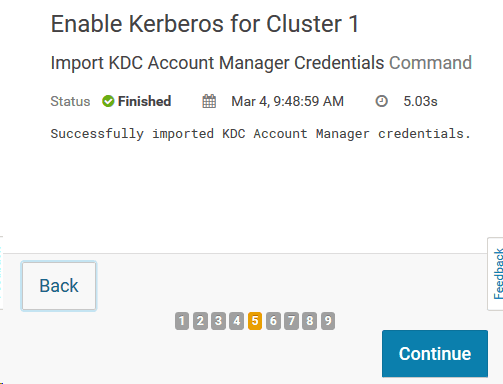 Enable Kerberos for Cluster 1
Import KDC Account Manager Credentials Command
Status Finished Mar 4, 9:48:59 AM 5.03s
Successfully imported KDC Account Manager credentials.
Feedback
Back
1 2 3 4 5 6 7 8 9
Continue